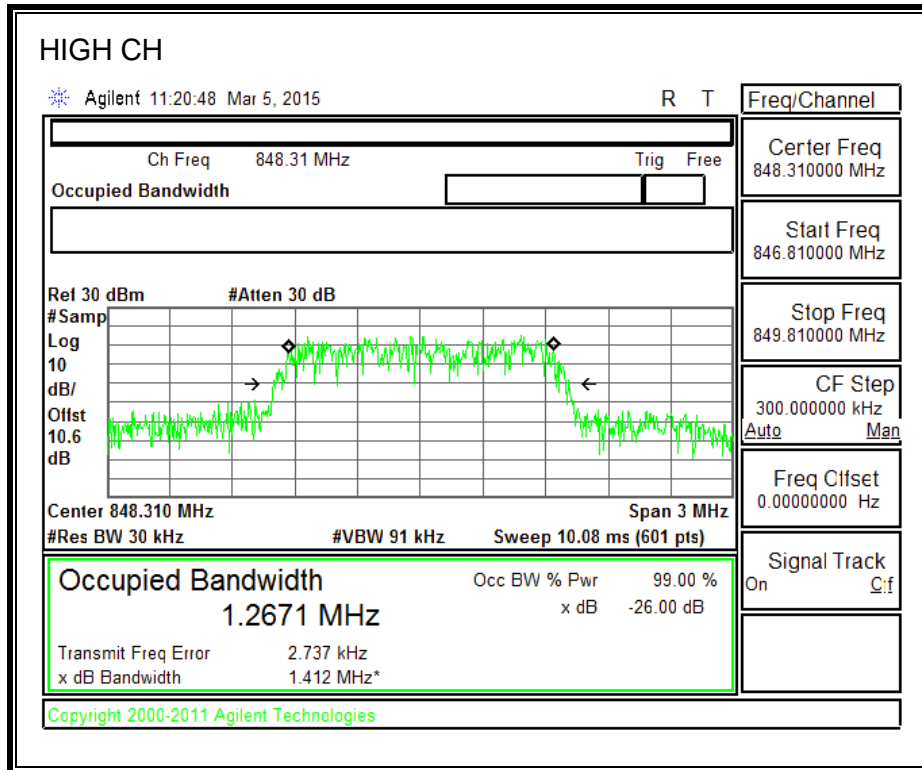 HIGH CH
Agilent 11:20:48 Mar 5, 2015 R T
Freq/Channel
Ch Freq 848.31 MHz Trig Free
Occupied Bandwidth
Center Freq
848.310000 MHz
Start Freq
846.810000 MHz
Stop Freq
849.810000 MHz
CF Step
300.000000 kHz
Auto Man
Freq Offset
0.00000000 Hz
Signal Track
On Off
Ref 30 dBm #Atten 30 dB
#Samp
Log
10
dB/
Offst
10.6
dB
Center 848.310 MHz Span 3 MHz
#Res BW 30 kHz #VBW 91 kHz Sweep 10.08 ms (601 pts)
Occupied Bandwidth Occ BW % Pwr 99.00 %
1.2671 MHz x dB -26.00 dB
Transmit Freq Error 2.737 kHz
x dB Bandwidth 1.412 MHz*
Copyright 2000-2011 Agilent Technologies